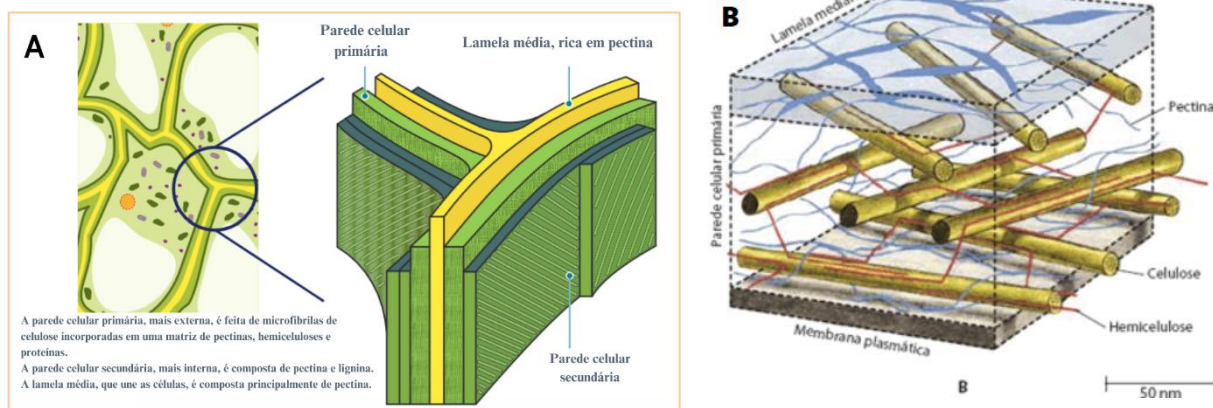 A
Parede celular
primária
Lamela média, rica em pectina
Parede celular
secundária
A parede celular primária, mais externa, é feita de microfibrilas de
celulose incorporadas em uma matriz de pectinas, hemiceluloses e
proteínas.
A parede celular secundária, mais interna, é composta de pectina e lignina.
A lamela média, que une as células, é composta principalmente de pectina.
B
Lamela média
Pectina
Parede celular primária
Celulose
Hemicelulose
Membrana plasmática
B
50 nm